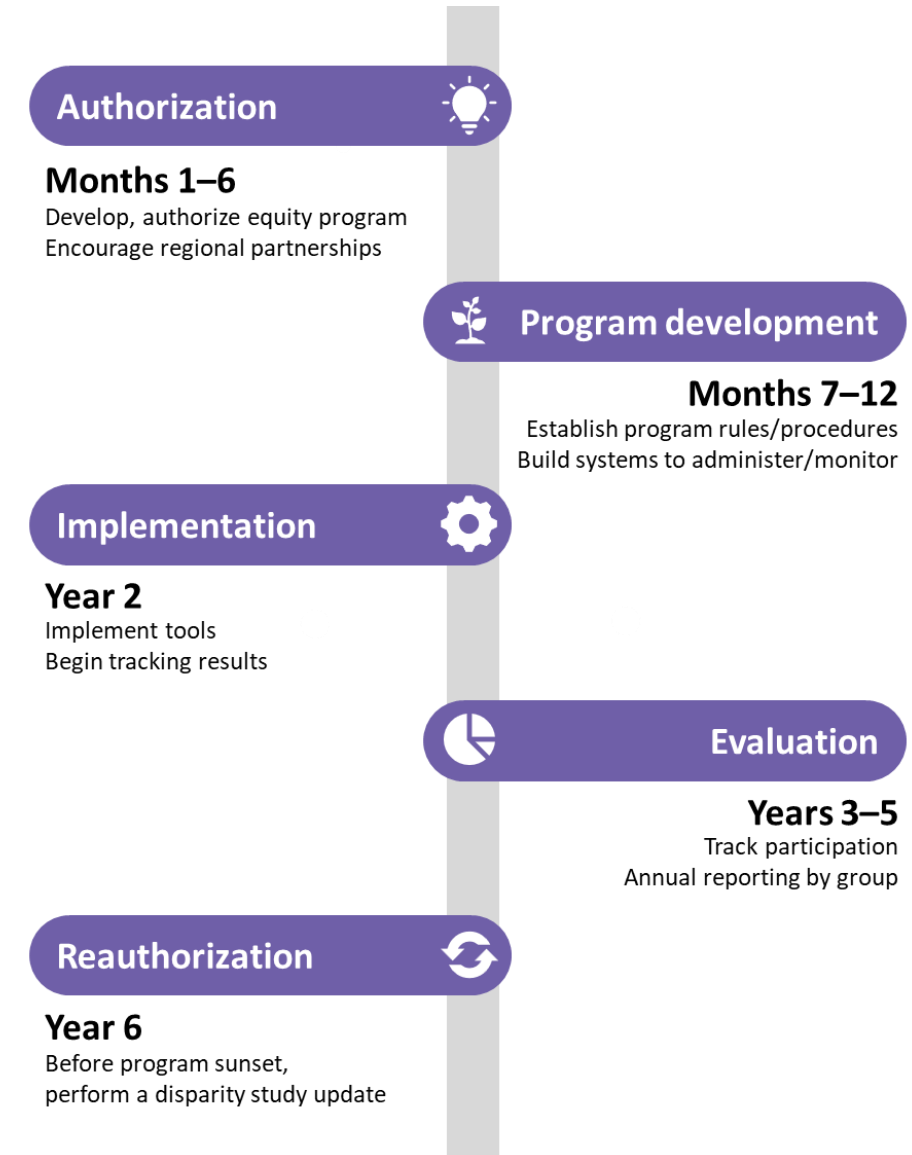 Authorization
Months 1–6
Develop, authorize equity program
Encourage regional partnerships
Program development
Months 7–12
Establish program rules/procedures
Build systems to administer/monitor
Implementation
Year 2
Implement tools
Begin tracking results
Evaluation
Years 3–5
Track participation
Annual reporting by group
Reauthorization
Year 6
Before program sunset,
perform a disparity study update